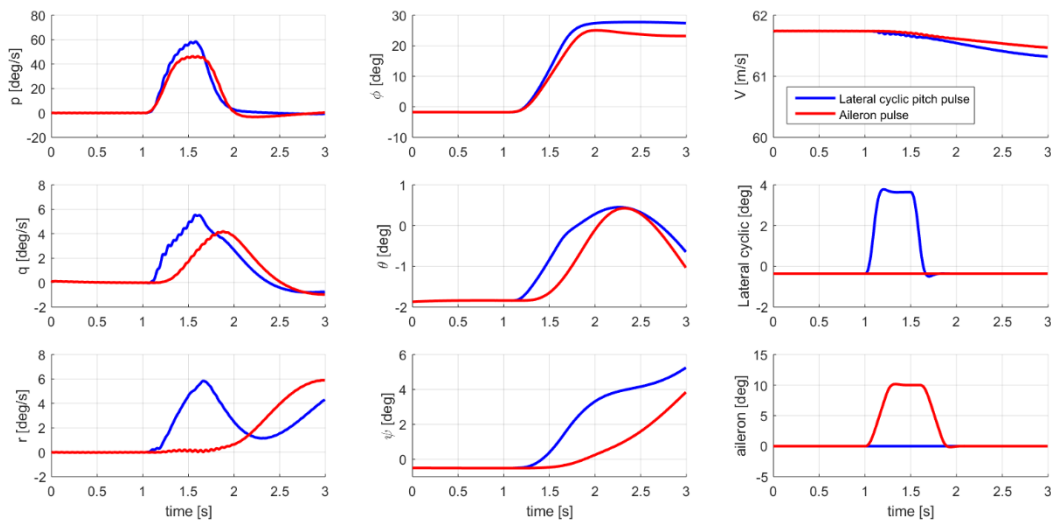 80
60
40
20
0
-20
p [deg/s]
0 0.5 1 1.5 2 2.5 3
30
20
10
0
-10
ϕ [deg]
0 0.5 1 1.5 2 2.5 3
62
61
60
V [m/s]
Lateral cyclic pitch pulse
Aileron pulse
0 0.5 1 1.5 2 2.5 3
8
6
4
2
0
-2
q [deg/s]
0 0.5 1 1.5 2 2.5 3
1
0
-1
-2
θ [deg]
0 0.5 1 1.5 2 2.5 3
4
2
0
-2
Lateral cyclic [deg]
0 0.5 1 1.5 2 2.5 3
8
6
4
2
0
-2
r [deg/s]
0 0.5 1 1.5 2 2.5 3
time [s]
6
4
2
0
ψ [deg]
0 0.5 1 1.5 2 2.5 3
time [s]
15
10
5
0
-5
aileron [deg]
0 0.5 1 1.5 2 2.5 3
time [s]